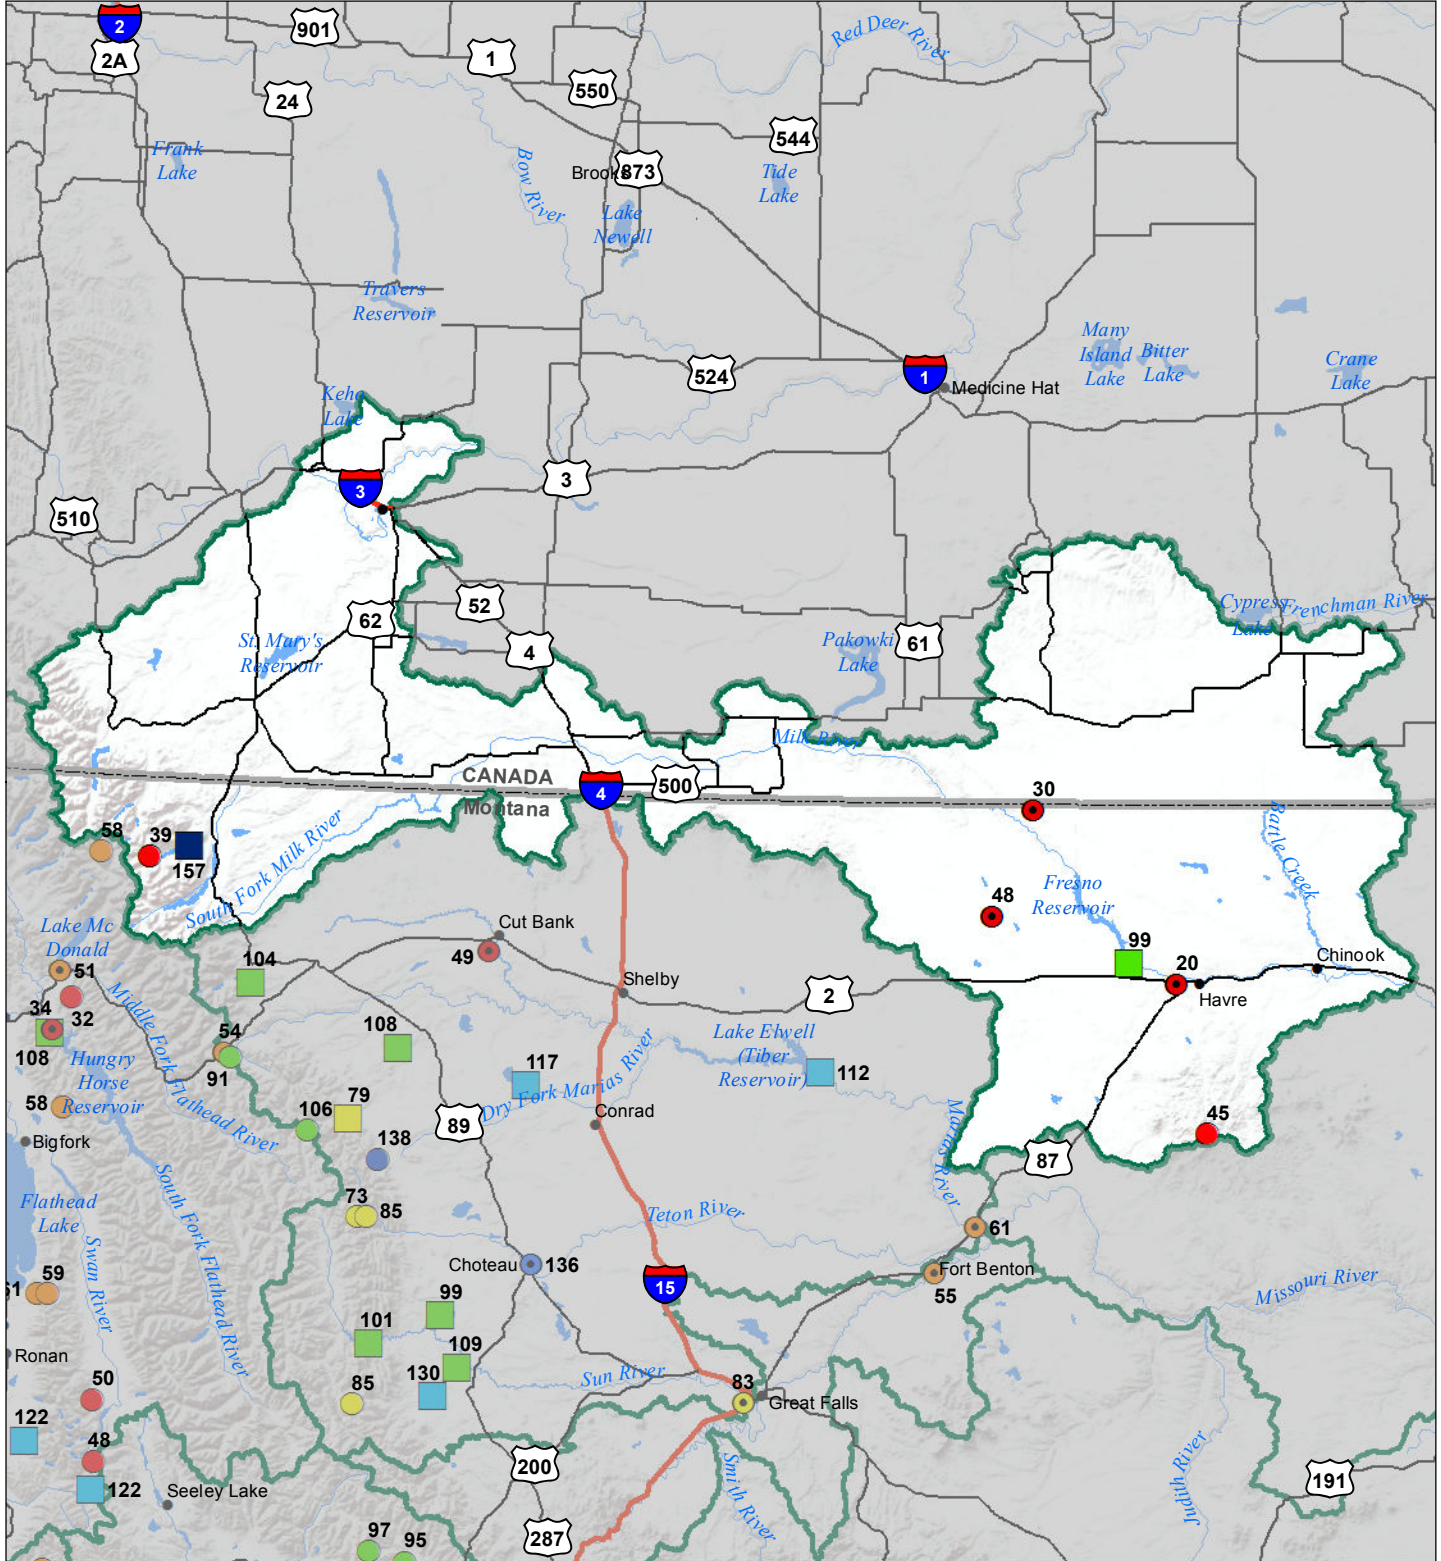 2
2A
901
1
550
24
Red Deer River
544
Frank
Lake
Bow River
Brooks
873
Tide
Lake
Lake
Newell
Travers
Reservoir
524
1
Medicine Hat
Many
Island
Lake
Bitter
Lake
Crane
Lake
Keho
Lake
3
3
510
52
62
4
61
St. Mary's
Reservoir
Pakowki
Lake
Cypress
Lake
Frenchman River
Milk River
CANADA
Montana
4
500
30
58
39
157
South Fork Milk River
Battle Creek
Fresno
Reservoir
48
99
20
Havre
Chinook
Lake Mc
Donald
51
104
Cut Bank
49
Shelby
2
34
32
108
Middle Fork Flathead River
54
91
108
117
Dry Fork Marias River
Lake Elwell
(Tiber
Reservoir)
112
Hungry
Horse
Reservoir
58
Bigfork
106
79
89
138
Conrad
Marias River
45
87
Flathead
Lake
South Fork Flathead River
73
85
Teton River
61
Swan River
Choteau
136
15
Fort Benton
55
Missouri River
61
59
99
101
109
130
Sun River
Ronan
50
85
83
Great Falls
122
48
122
Seeley Lake
200
Smith River
Judith River
191
287
97
95